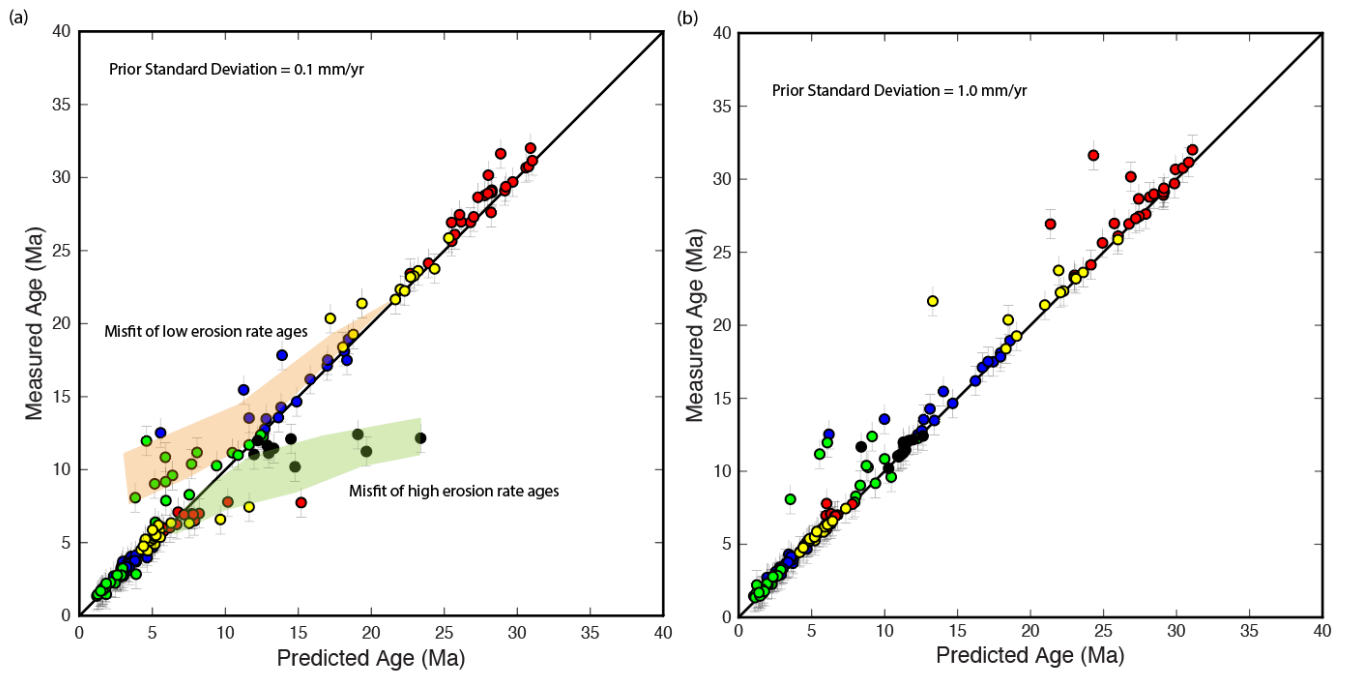 (a)
Prior Standard Deviation = 0.1 mm/yr
Misfit of low erosion rate ages
Misfit of high erosion rate ages
Measured Age (Ma)
40
35
30
25
20
15
10
5
0
0 5 10 15 20 25 30 35 40
Predicted Age (Ma)
(b)
Prior Standard Deviation = 1.0 mm/yr
Measured Age (Ma)
40
35
30
25
20
15
10
5
0
0 5 10 15 20 25 30 35 40
Predicted Age (Ma)